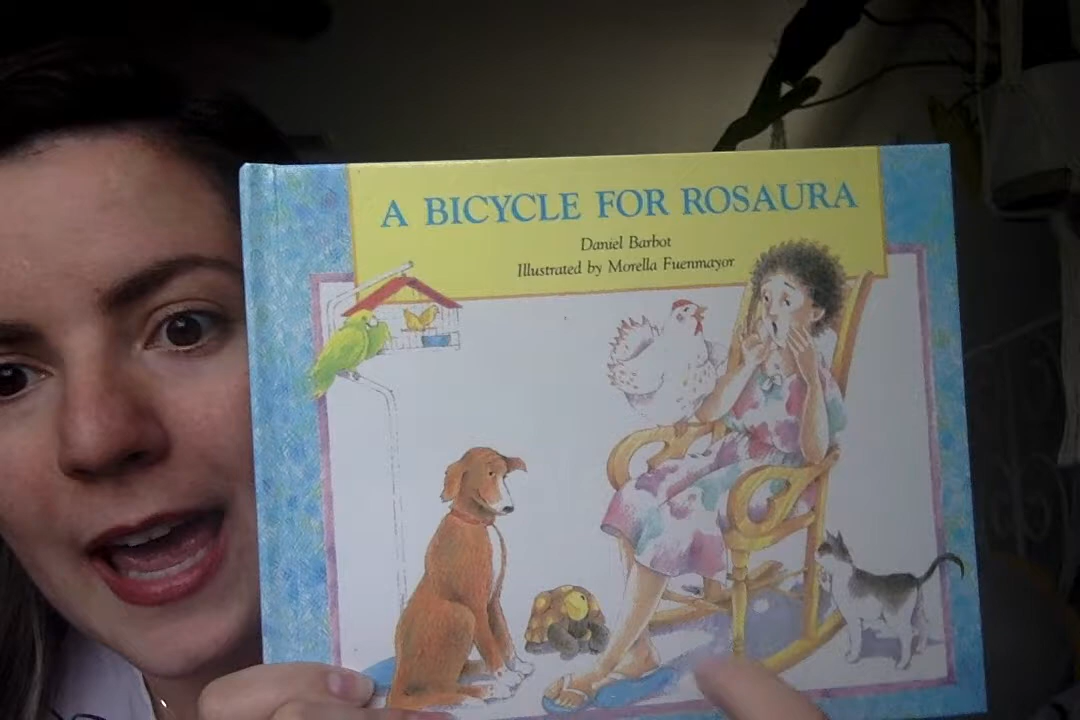 A BICYCLE FOR ROSAURA
Daniel Barbot
Illustrated by Morella Fuenmayor